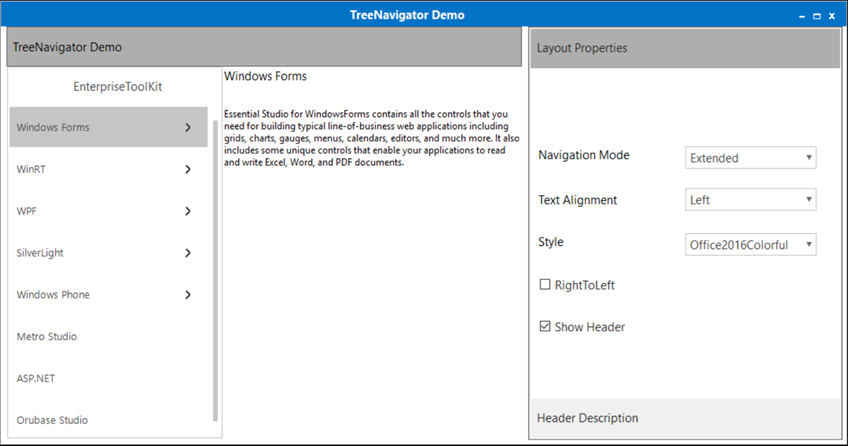 TreeNavigator Demo
TreeNavigator Demo
EnterpriseToolKit
Windows Forms
WinRT
WPF
SilverLight
Windows Phone
Metro Studio
ASP.NET
Orubase Studio
Windows Forms
Essential Studio for WindowsForms contains all the controls that you
need for building typical line-of-business web applications including
grids, charts, gauges, menus, calendars, editors, and much more. It also
includes some unique controls that enable your applications to read
and write Excel, Word, and PDF documents.
Layout Properties
Navigation Mode Extended
Text Alignment Left
Style Office2016Colorful
RightToLeft
Show Header
Header Description